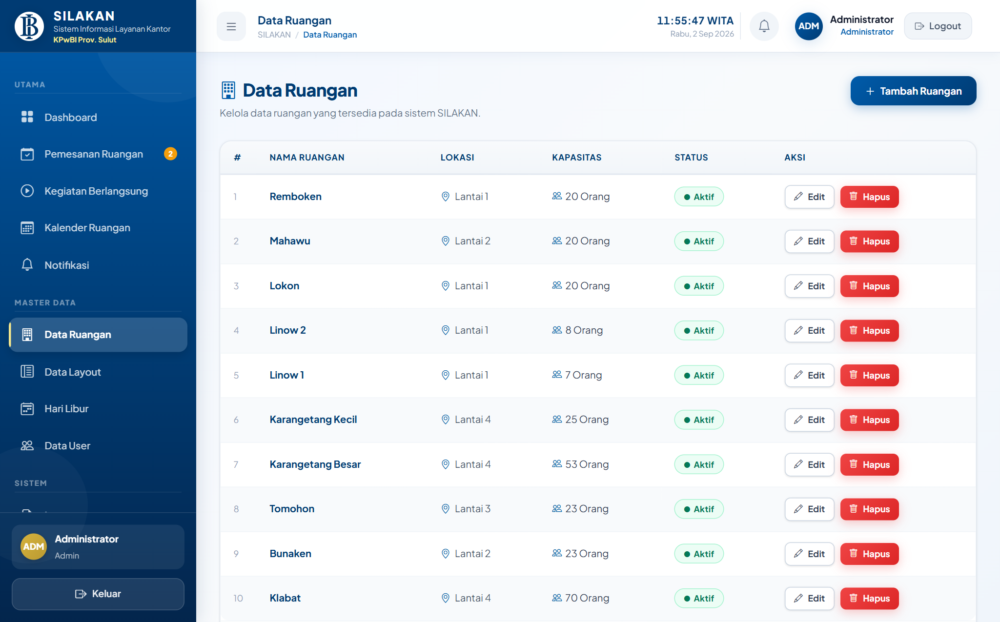 SILAKAN
Sistem Informasi Layanan Kantor
KPwBI Prov. Sulut
UTAMA
Dashboard
Pemesanan Ruangan 2
Kegiatan Berlangsung
Kalender Ruangan
Notifikasi
MASTER DATA
Data Ruangan
Data Layout
Hari Libur
Data User
SISTEM
ADM Administrator
Admin
Keluar
Data Ruangan
SILAKAN / Data Ruangan
11:55:47 WITA
Rabu, 2 Sep 2026
ADM
Administrator
Administrator
Logout
Data Ruangan
Kelola data ruangan yang tersedia pada sistem SILAKAN.
+ Tambah Ruangan
# NAMA RUANGAN LOKASI KAPASITAS STATUS AKSI
1 Remboken Lantai 1 20 Orang Aktif Edit Hapus
2 Mahawu Lantai 2 20 Orang Aktif Edit Hapus
3 Lokon Lantai 1 20 Orang Aktif Edit Hapus
4 Linow 2 Lantai 1 8 Orang Aktif Edit Hapus
5 Linow 1 Lantai 1 7 Orang Aktif Edit Hapus
6 Karangetang Kecil Lantai 4 25 Orang Aktif Edit Hapus
7 Karangetang Besar Lantai 4 53 Orang Aktif Edit Hapus
8 Tomohon Lantai 3 23 Orang Aktif Edit Hapus
9 Bunaken Lantai 2 23 Orang Aktif Edit Hapus
10 Klabat Lantai 4 70 Orang Aktif Edit Hapus